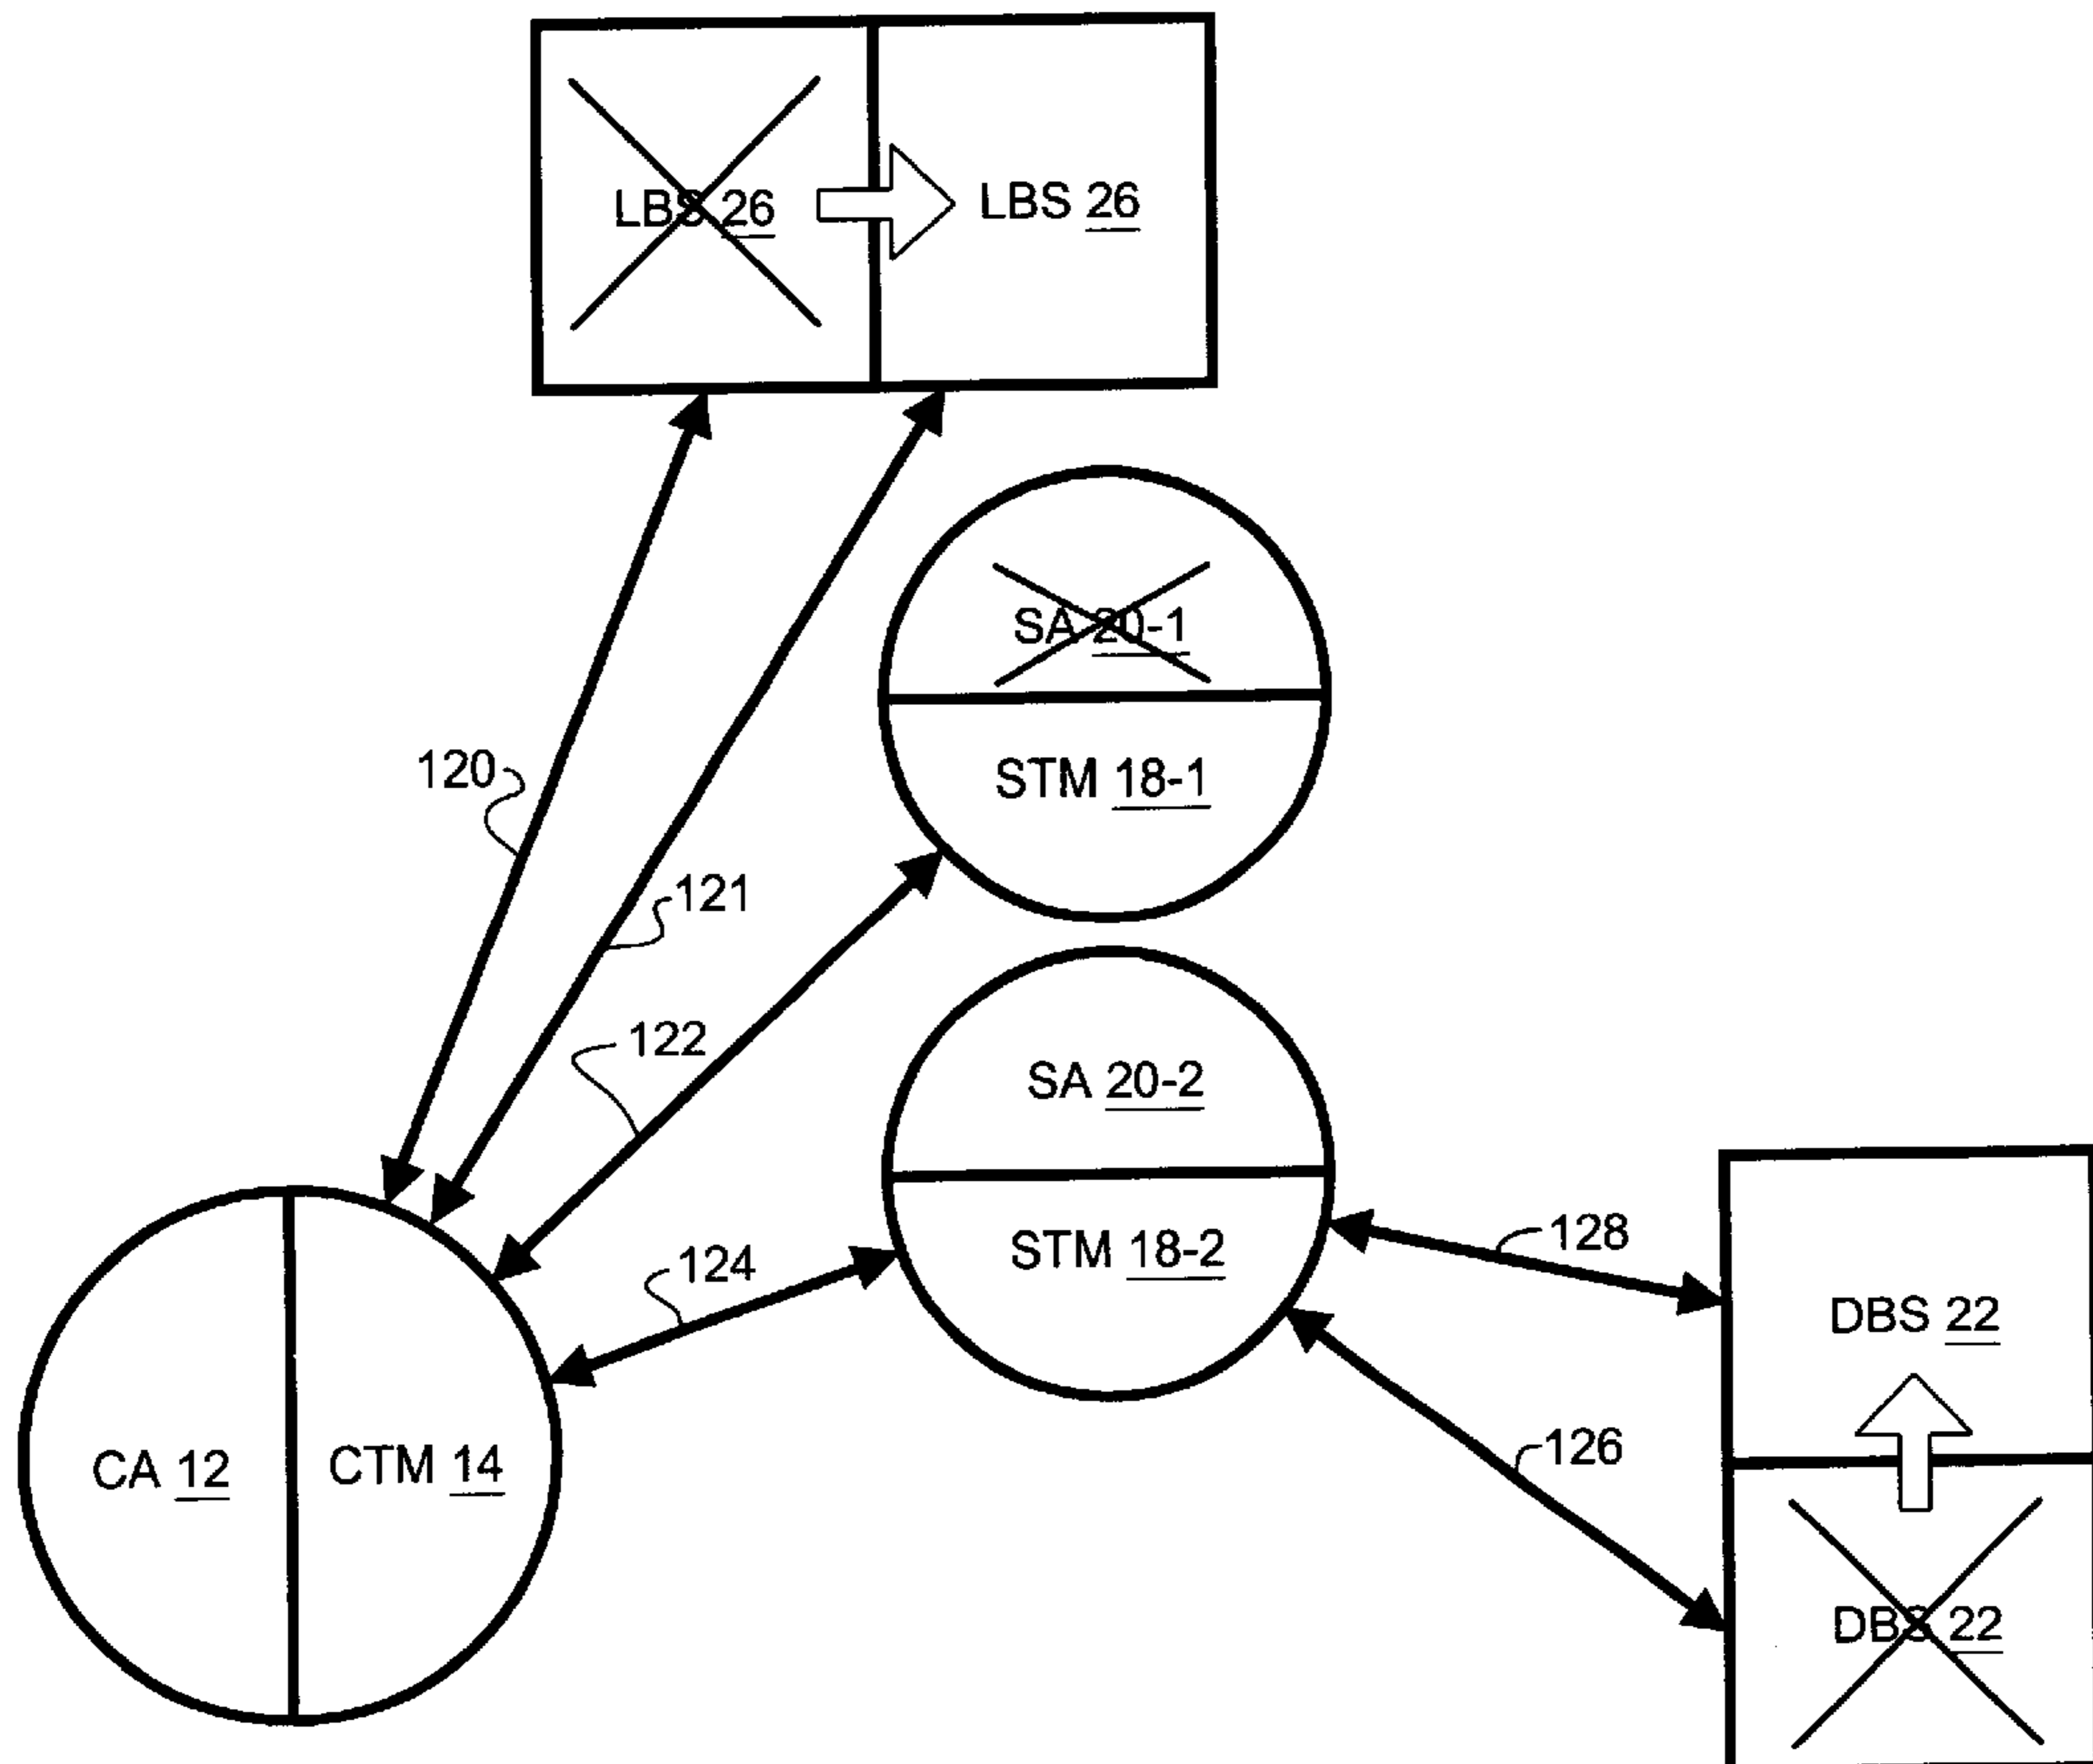 LBS 26
LBS 26
SA 20-1
STM 18-1
120
121
122
SA 20-2
STM 18-2
124
128
DBS 22
126
CA 12
CTM 14
DBS 22